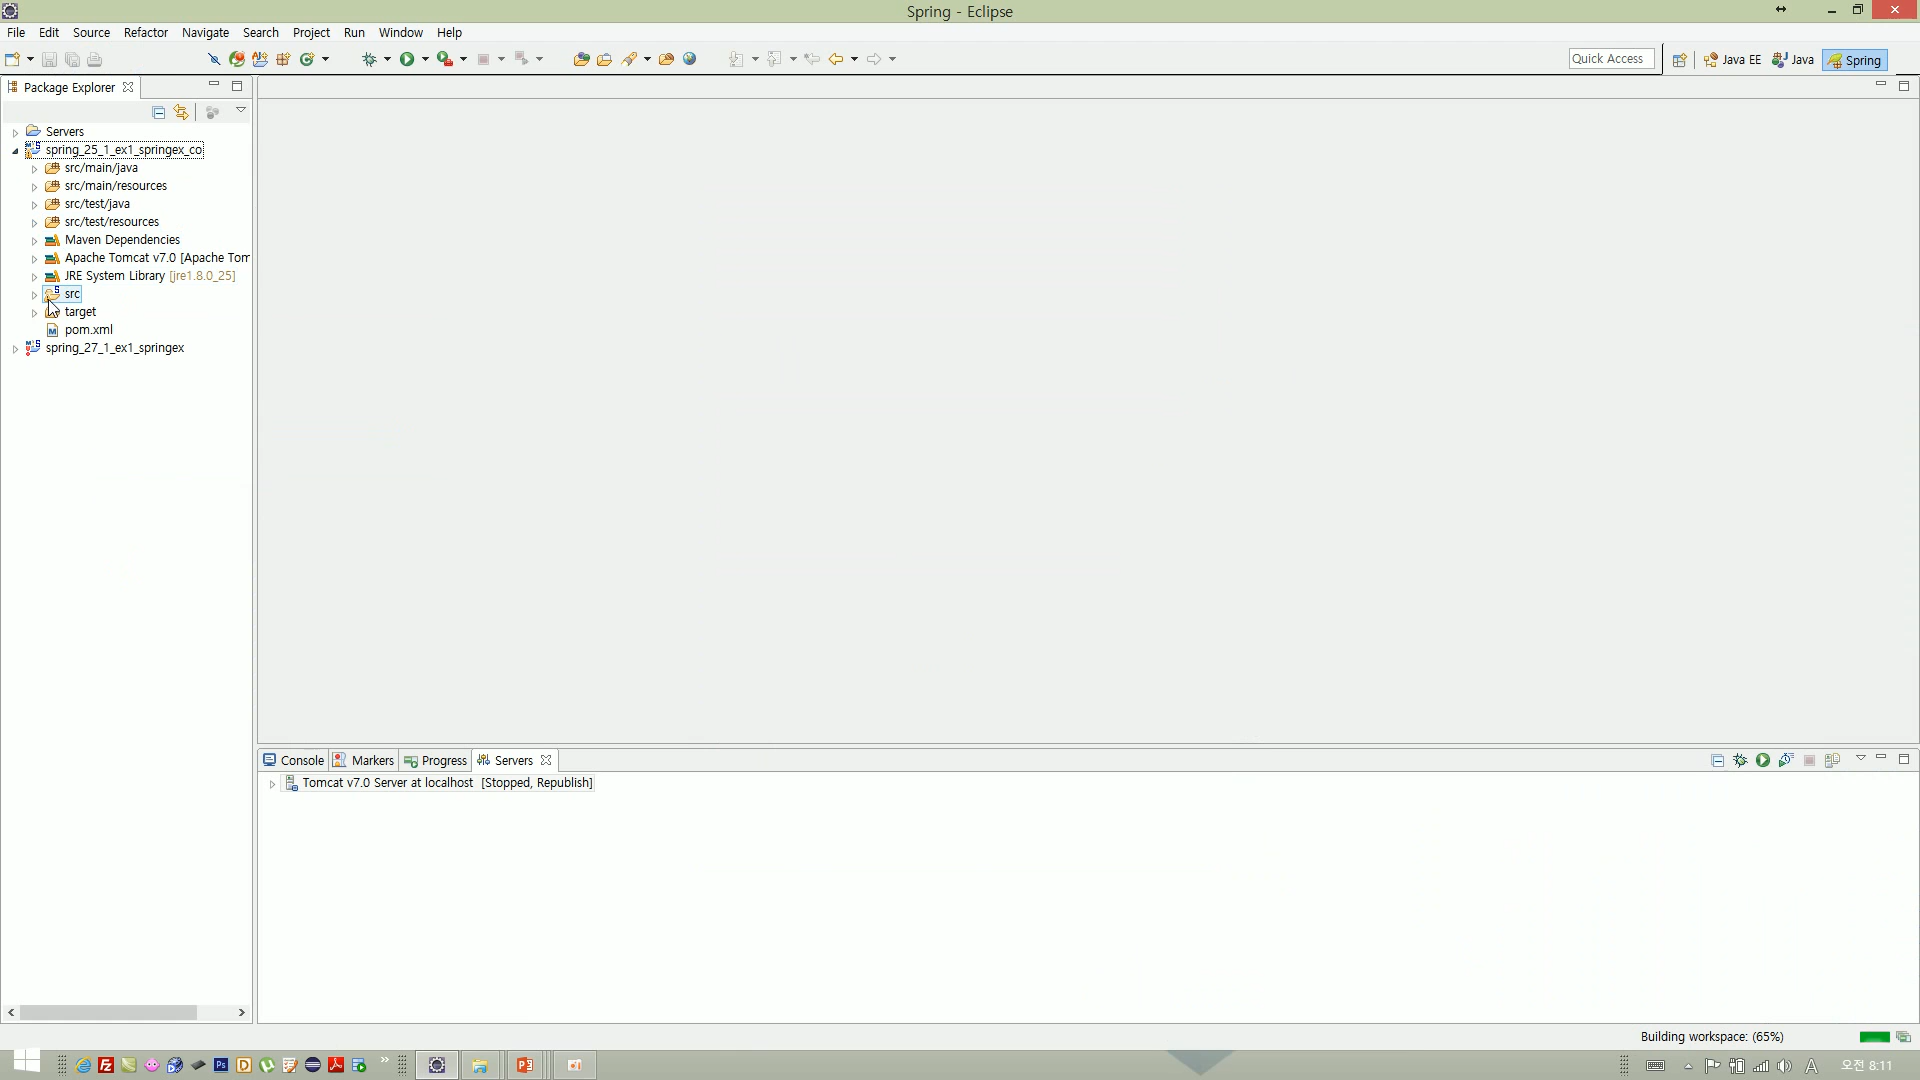 Spring - Eclipse
File Edit Source Refactor Navigate Search Project Run Window Help
Quick Access Java EE Java Spring
Package Explorer
Servers
spring_25_1_ex1_springex_co
src/main/java
src/main/resources
src/test/java
src/test/resources
Maven Dependencies
Apache Tomcat v7.0 [Apache Tom
JRE System Library [jre1.8.0_25]
src
target
pom.xml
spring_27_1_ex1_springex
Console Markers Progress Servers
Tomcat v7.0 Server at localhost [Stopped, Republish]
Building workspace: (65%)
A 오전 8:11